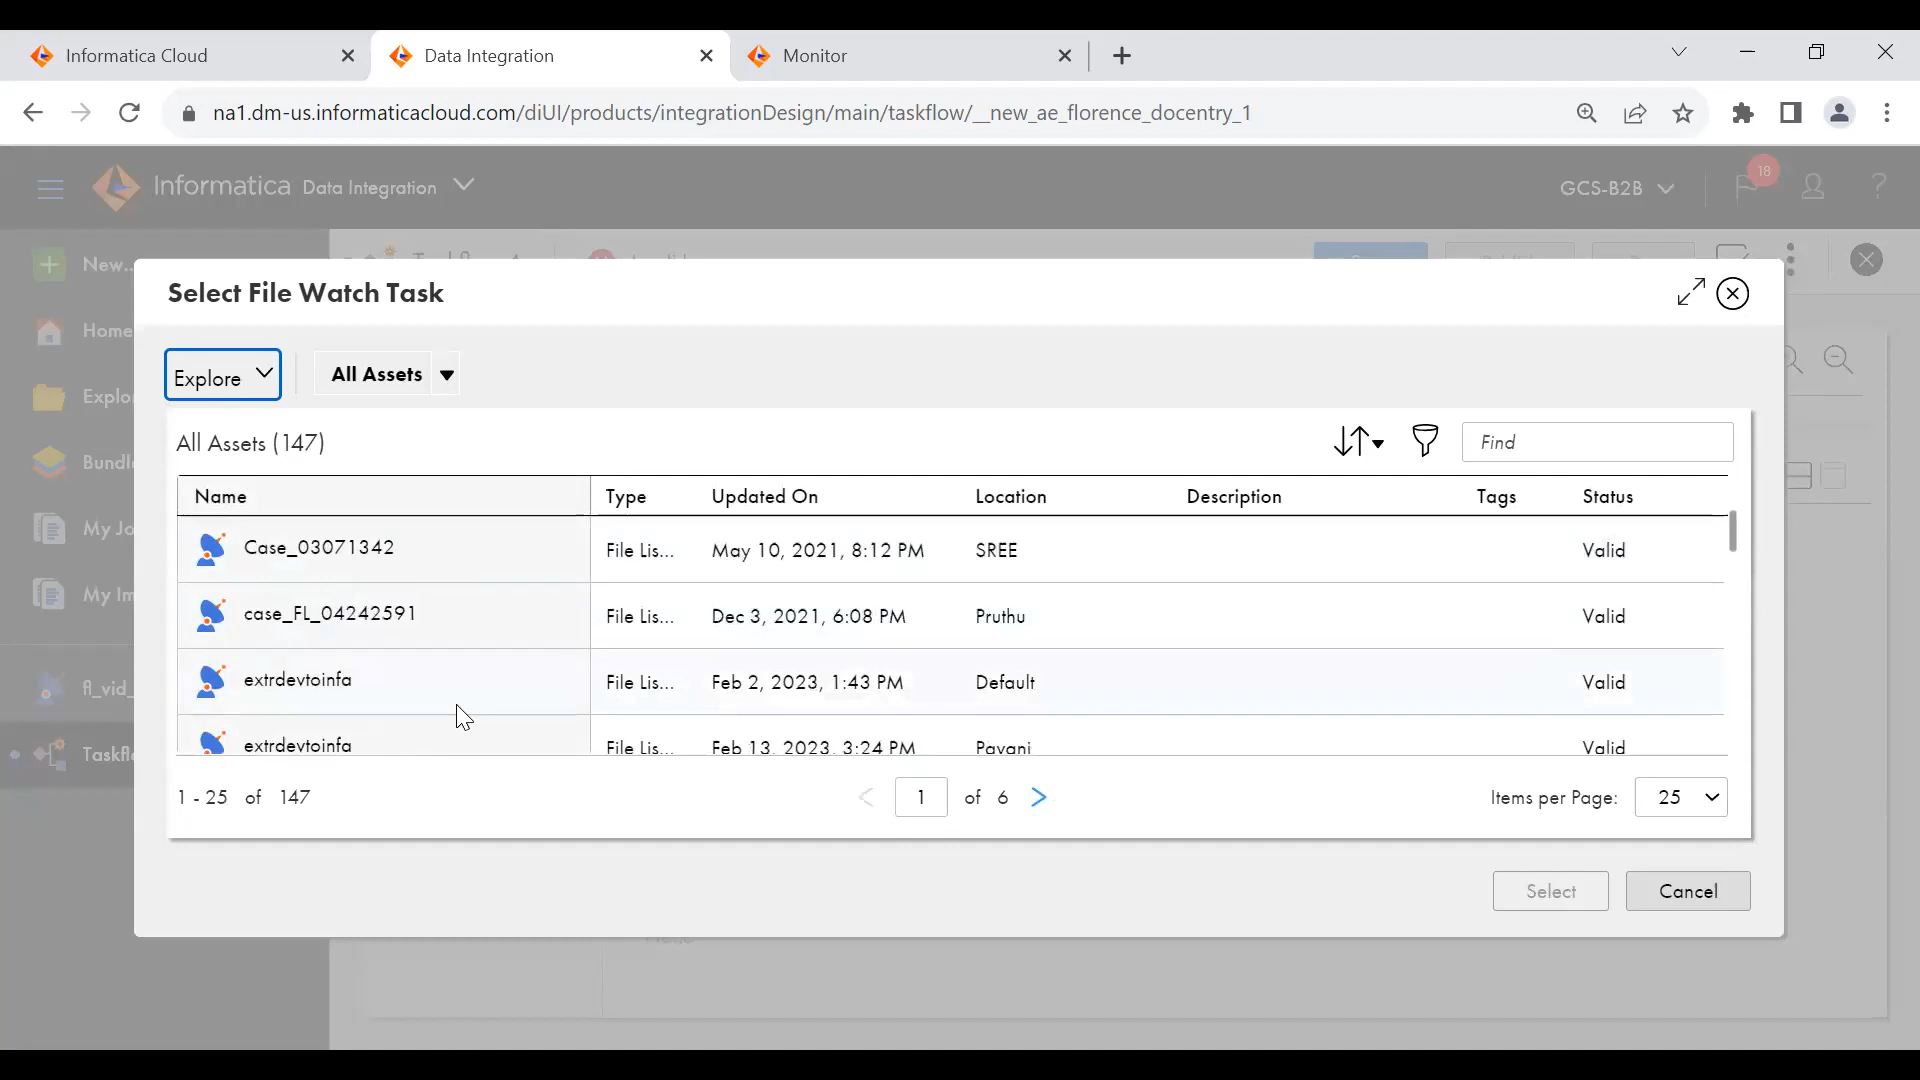 Informatica Cloud
Data Integration
Monitor
na1.dm-us.informaticacloud.com/diUI/products/integrationDesign/main/taskflow/__new_ae_florence_docentry_1
Informatica Data Integration
GCS-B2B
18
?
New...
Home
Explo
Bundl
My Jo
My Im
fl_vid_
Taskfl
Select File Watch Task
Explore
All Assets
All Assets (147)
Find
Name Type Updated On Location Description Tags Status
Case_03071342 File Lis... May 10, 2021, 8:12 PM SREE Valid
case_FL_04242591 File Lis... Dec 3, 2021, 6:08 PM Pruthu Valid
extrdevtoinfa File Lis... Feb 2, 2023, 1:43 PM Default Valid
extrdevtoinfa File Lis... Feb 13, 2023, 3:24 PM Pavani Valid
1 - 25 of 147
1 of 6
Items per Page: 25
Select
Cancel